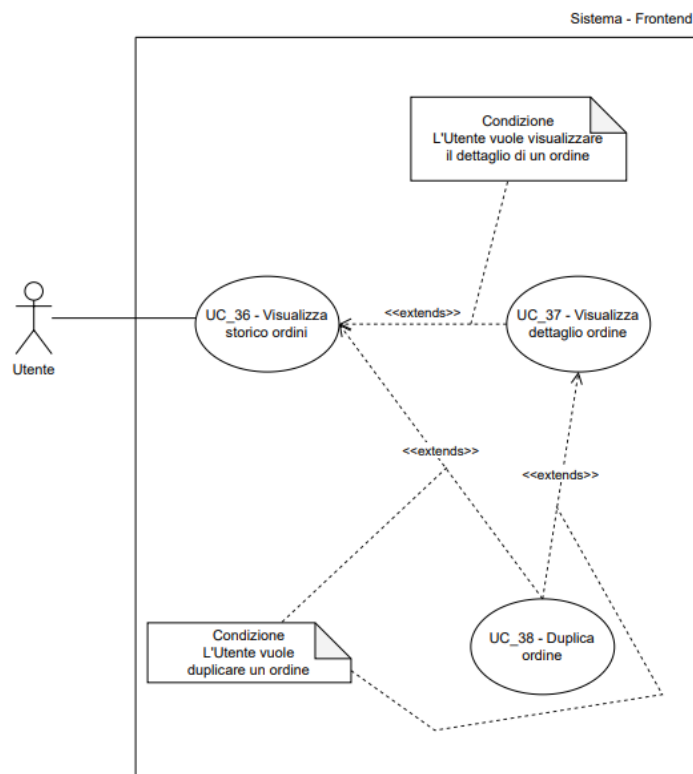 Sistema - Frontend
Condizione
L'Utente vuole visualizzare
il dettaglio di un ordine
UC_36 - Visualizza
storico ordini
<<extends>>
UC_37 - Visualizza
dettaglio ordine
Utente
<<extends>>
<<extends>>
Condizione
L'Utente vuole
duplicare un ordine
UC_38 - Duplica
ordine